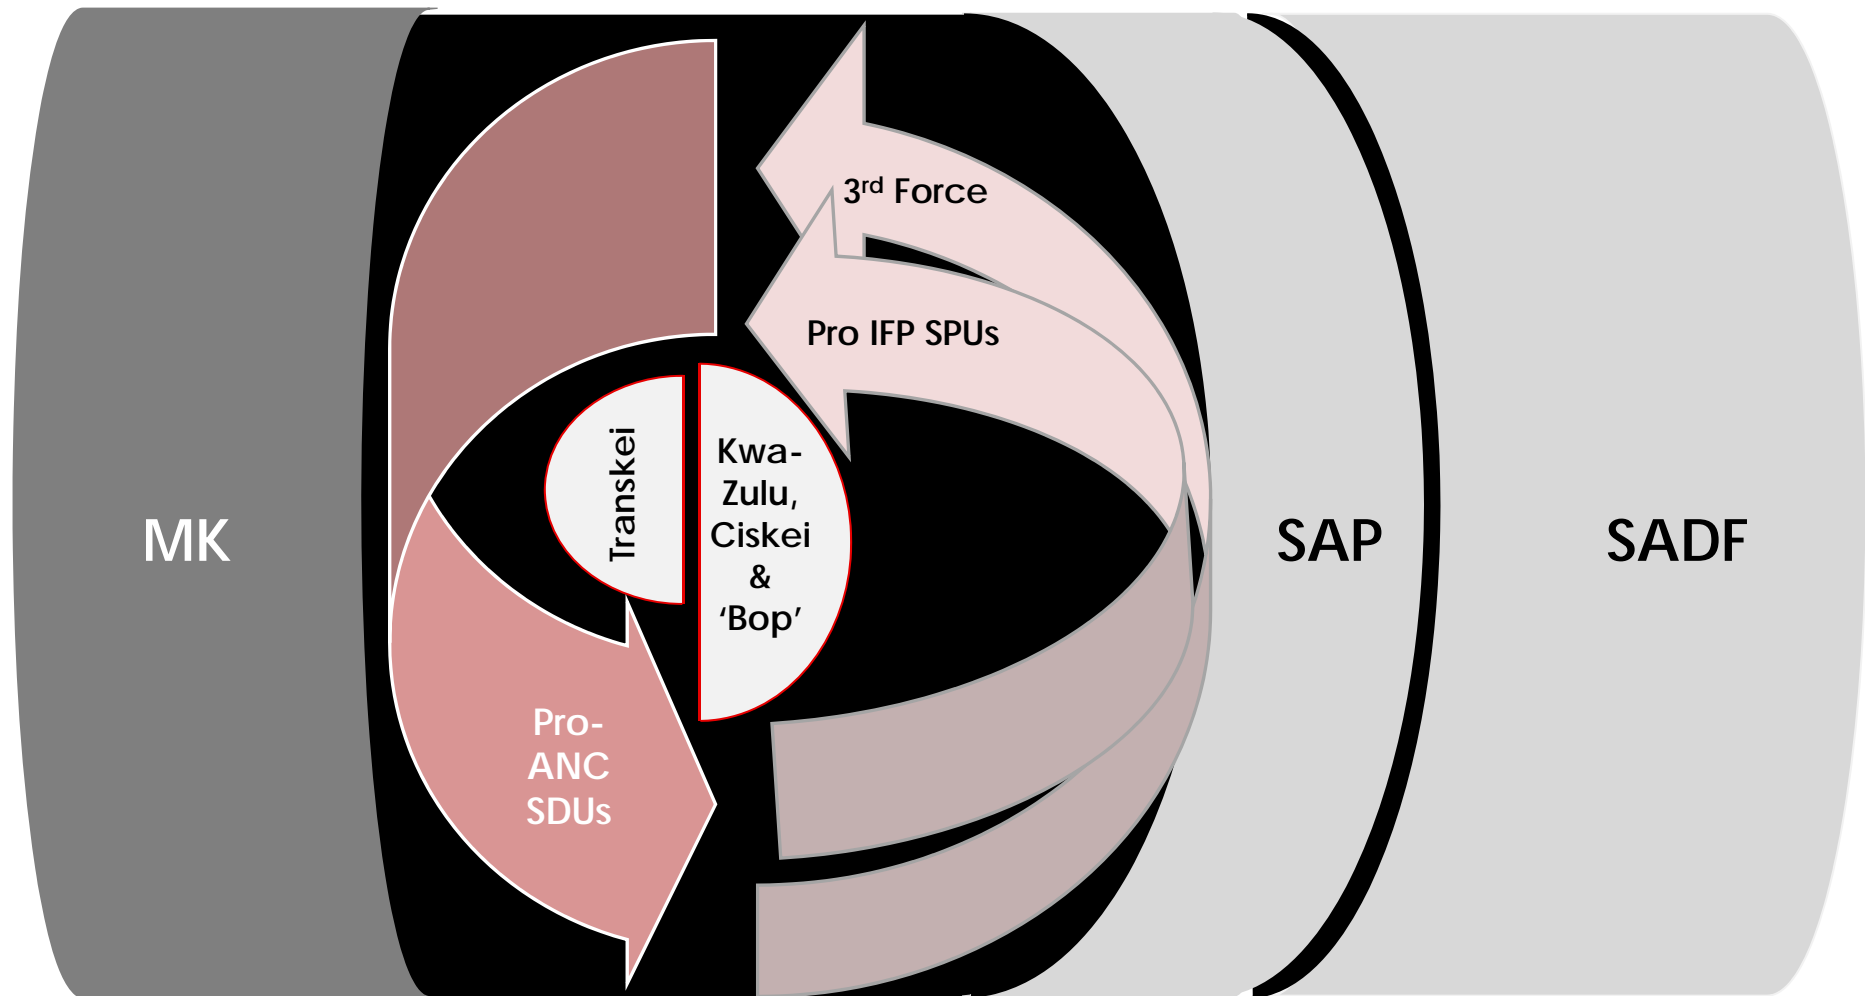 MK
3rd Force
Pro IFP SPUs
Transkei
Kwa-
Zulu,
Ciskei
&
‘Bop’
Pro-
ANC
SDUs
SAP
SADF